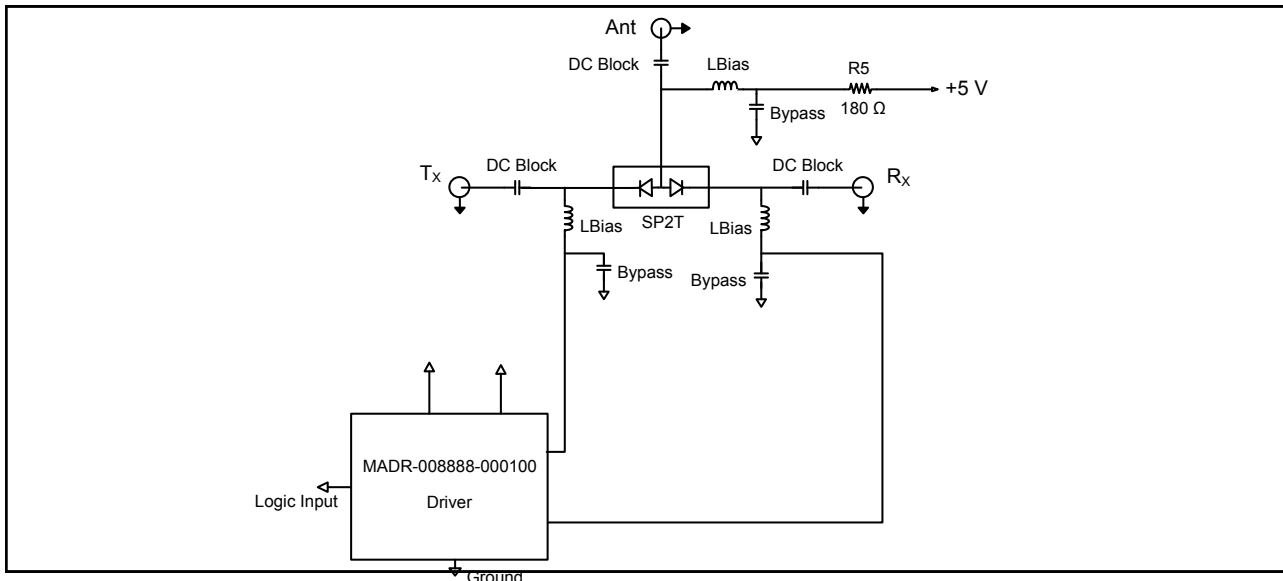 Ant
DC Block
LBias
R5
+5 V
Bypass
180 Ω
TX
DC Block
DC Block
RX
SP2T
LBias
LBias
Bypass
Bypass
MADR-008888-000100
Driver
Logic Input
Ground